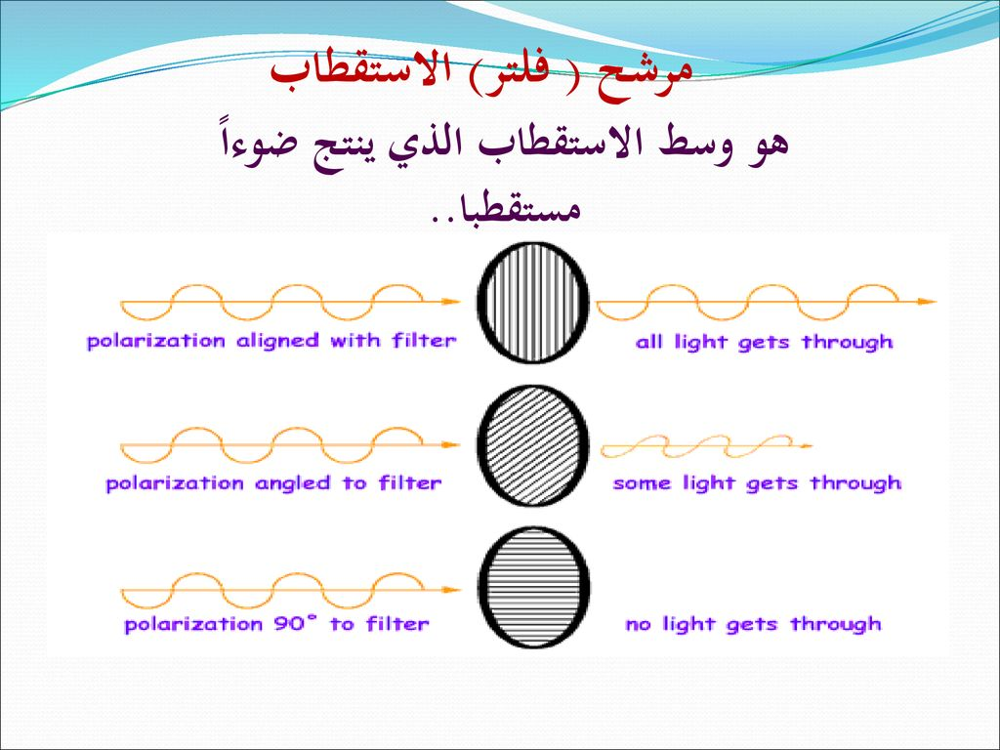 مرشح ( فلتر) الاستقطاب
هو وسط الاستقطاب الذي ينتج ضوءاً
مستقطبا..
polarization aligned with filter
all light gets through
polarization angled to filter
some light gets through
polarization 90° to filter
no light gets through